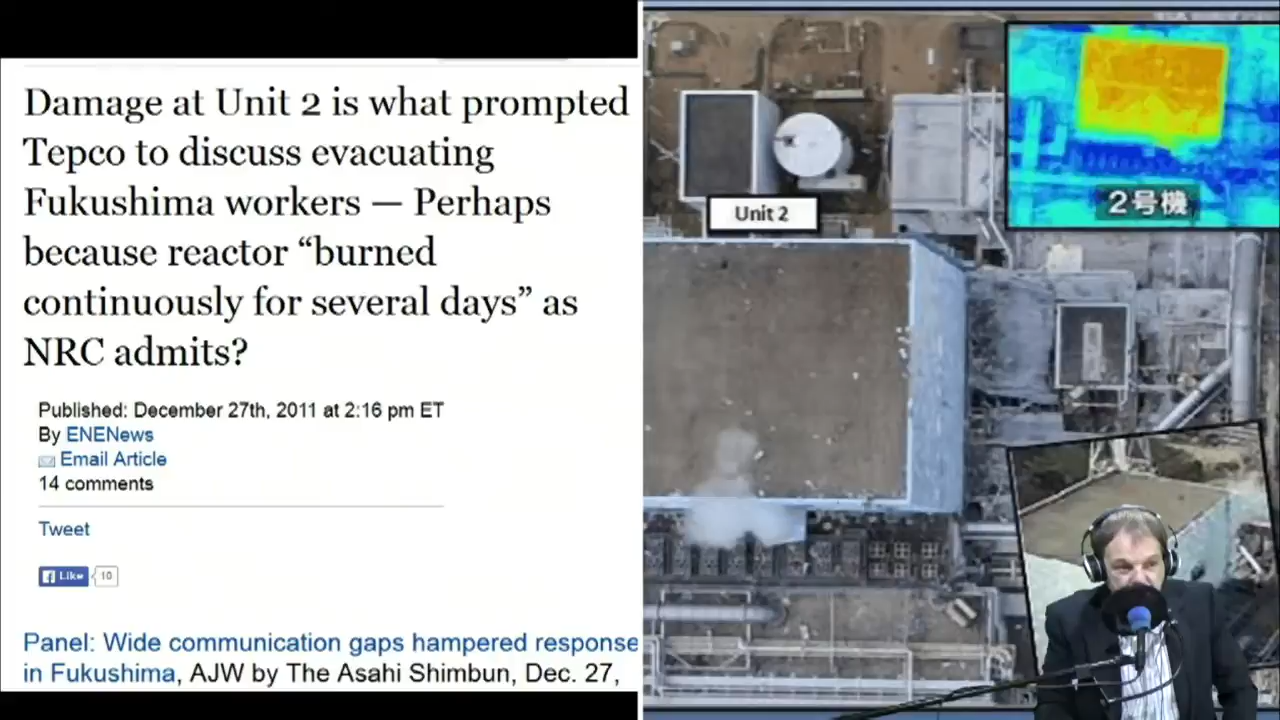 Damage at Unit 2 is what prompted
Tepco to discuss evacuating
Fukushima workers — Perhaps
because reactor “burned
continuously for several days” as
NRC admits?
Published: December 27th, 2011 at 2:16 pm ET
By ENENews
Email Article
14 comments
Tweet
Like 10
Panel: Wide communication gaps hampered response
in Fukushima, AJW by The Asahi Shimbun, Dec. 27,
Unit 2
2号機